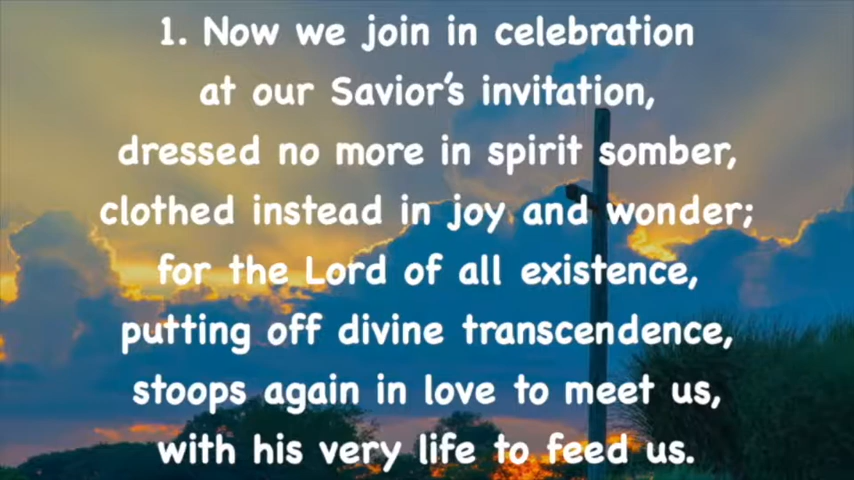 1. Now we join in celebration
at our Savior's invitation,
dressed no more in spirit somber,
clothed instead in joy and wonder;
for the Lord of all existence,
putting off divine transcendence,
stoops again in love to meet us,
with his very life to feed us.